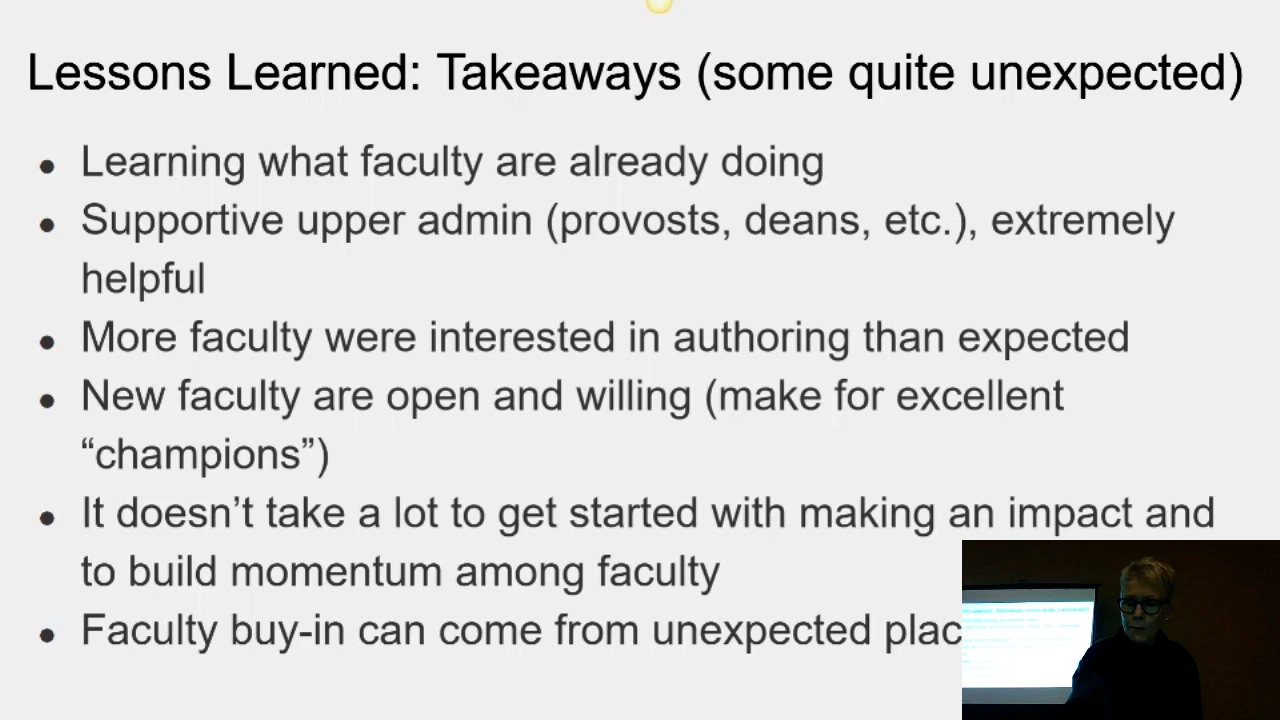 Lessons Learned: Takeaways (some quite unexpected)
● Learning what faculty are already doing
● Supportive upper admin (provosts, deans, etc.), extremely
helpful
● More faculty were interested in authoring than expected
● New faculty are open and willing (make for excellent
“champions”)
● It doesn’t take a lot to get started with making an impact and
to build momentum among faculty
● Faculty buy-in can come from unexpected